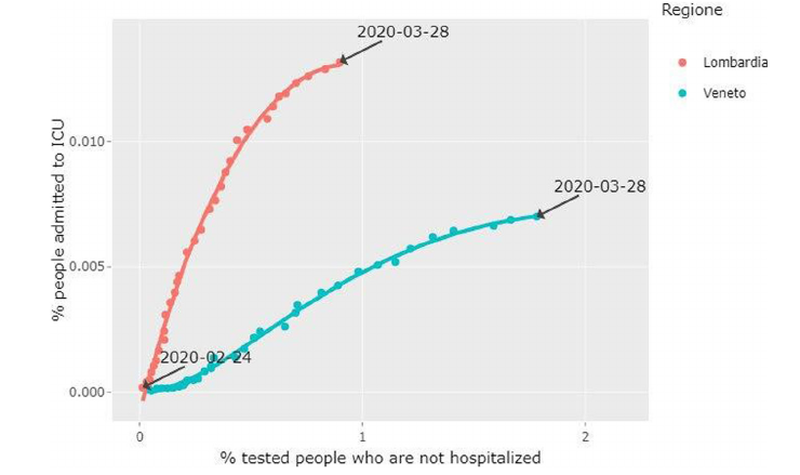 Regione
2020-03-28
Lombardia
Veneto
0.010
2020-03-28
% people admitted to ICU
0.005
2020-02-24
0.000
0
1
2
% tested people who are not hospitalized